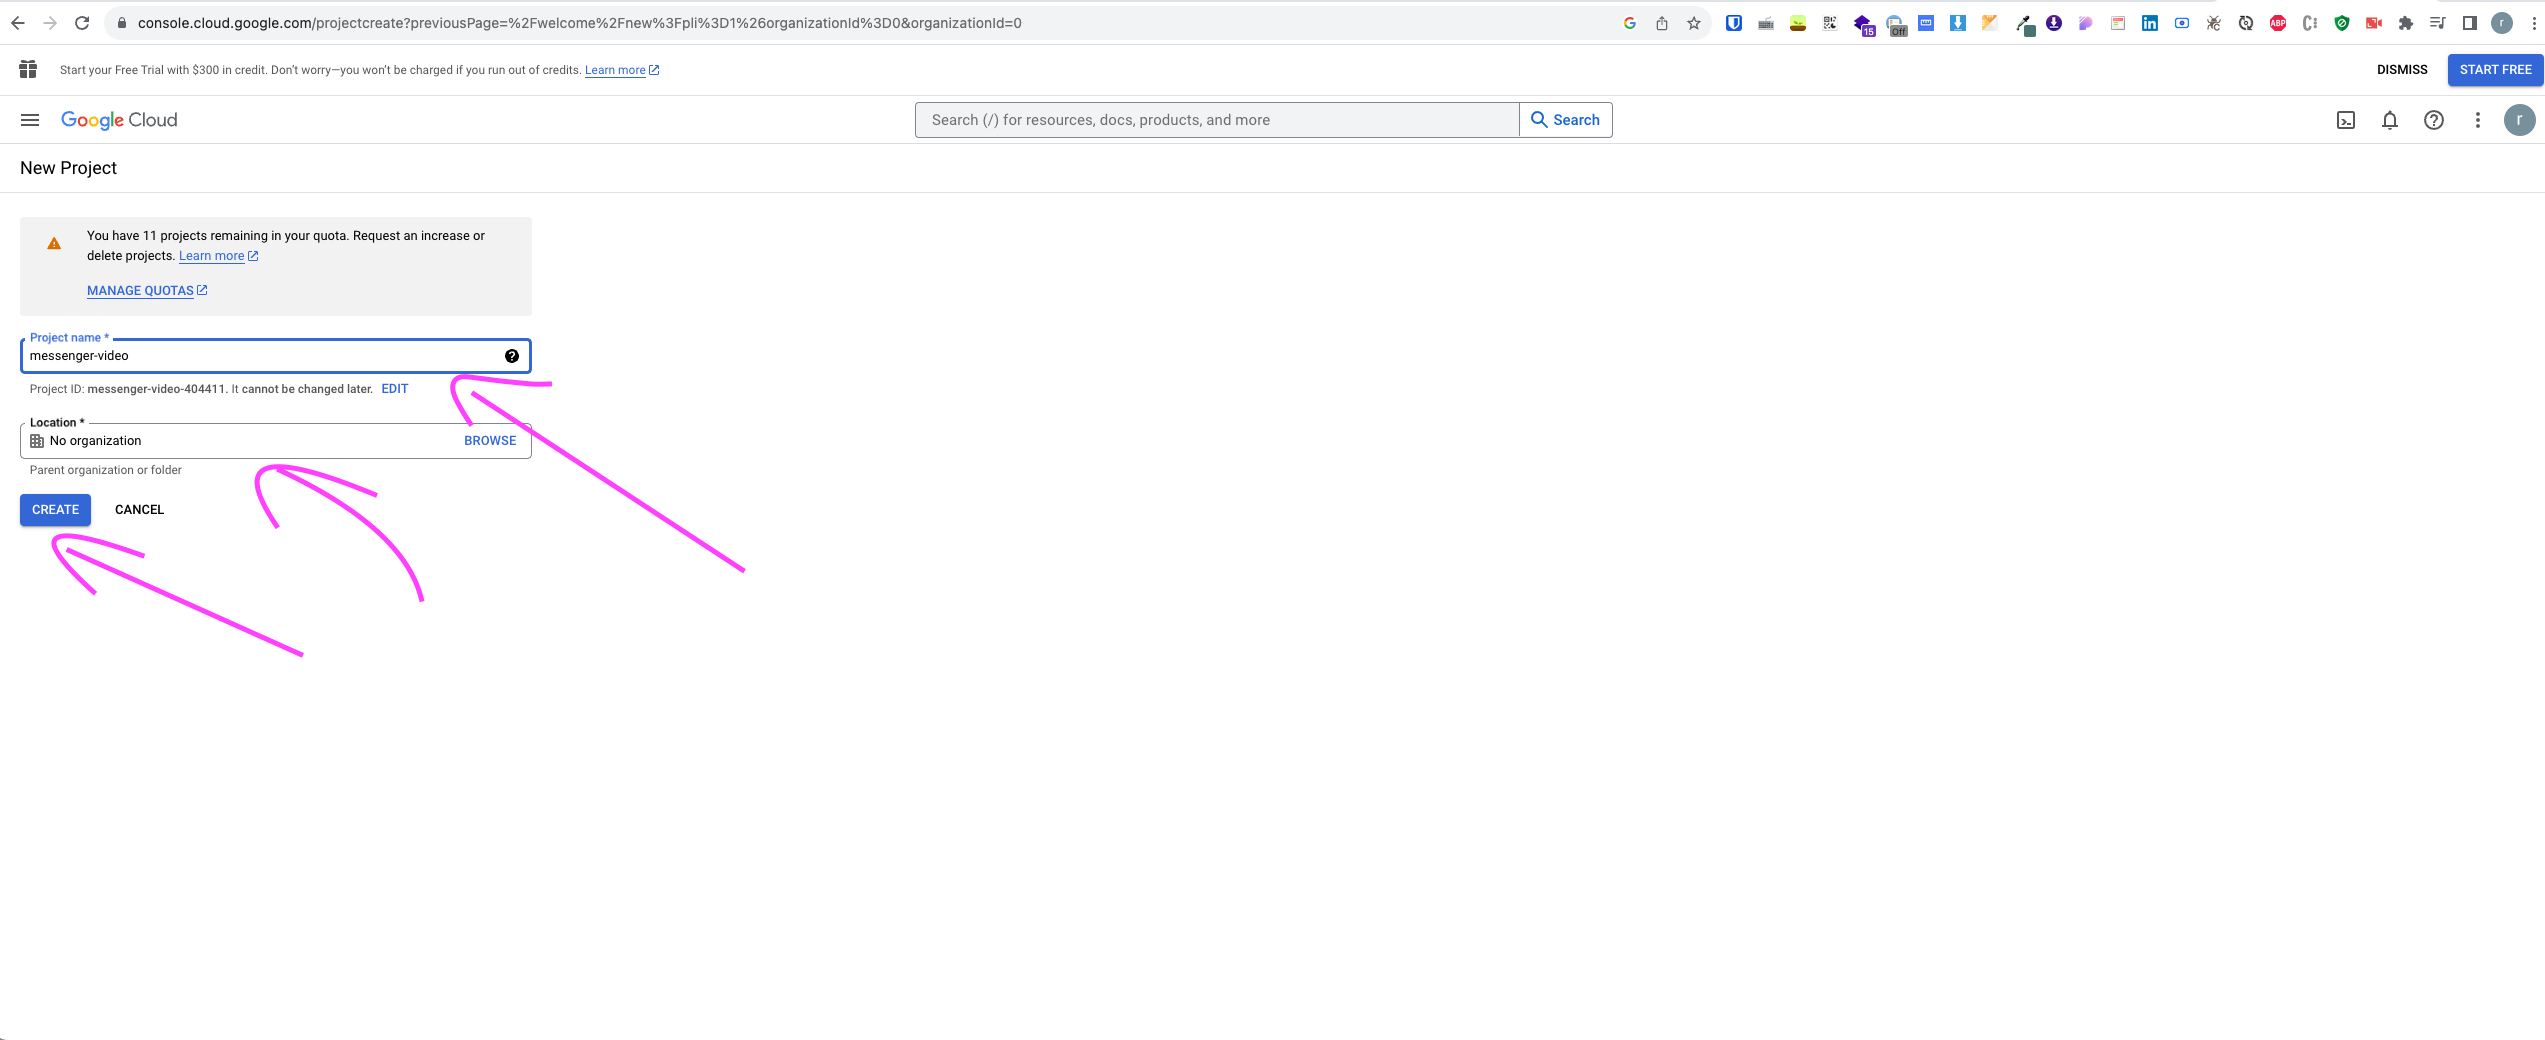 console.cloud.google.com/projectcreate?previousPage=%2Fwelcome%2Fnew%3Fpli%3D1%26organizationId%3D0&organizationId=0
15
Off
ABP
r
Start your Free Trial with $300 in credit. Don't worry—you won't be charged if you run out of credits. Learn more
DISMISS
START FREE
Google Cloud
Search (/) for resources, docs, products, and more
Search
r
New Project
You have 11 projects remaining in your quota. Request an increase or
delete projects. Learn more
MANAGE QUOTAS
Project name *
messenger-video
Project ID: messenger-video-404411. It cannot be changed later. EDIT
Location *
No organization
BROWSE
Parent organization or folder
CREATE
CANCEL